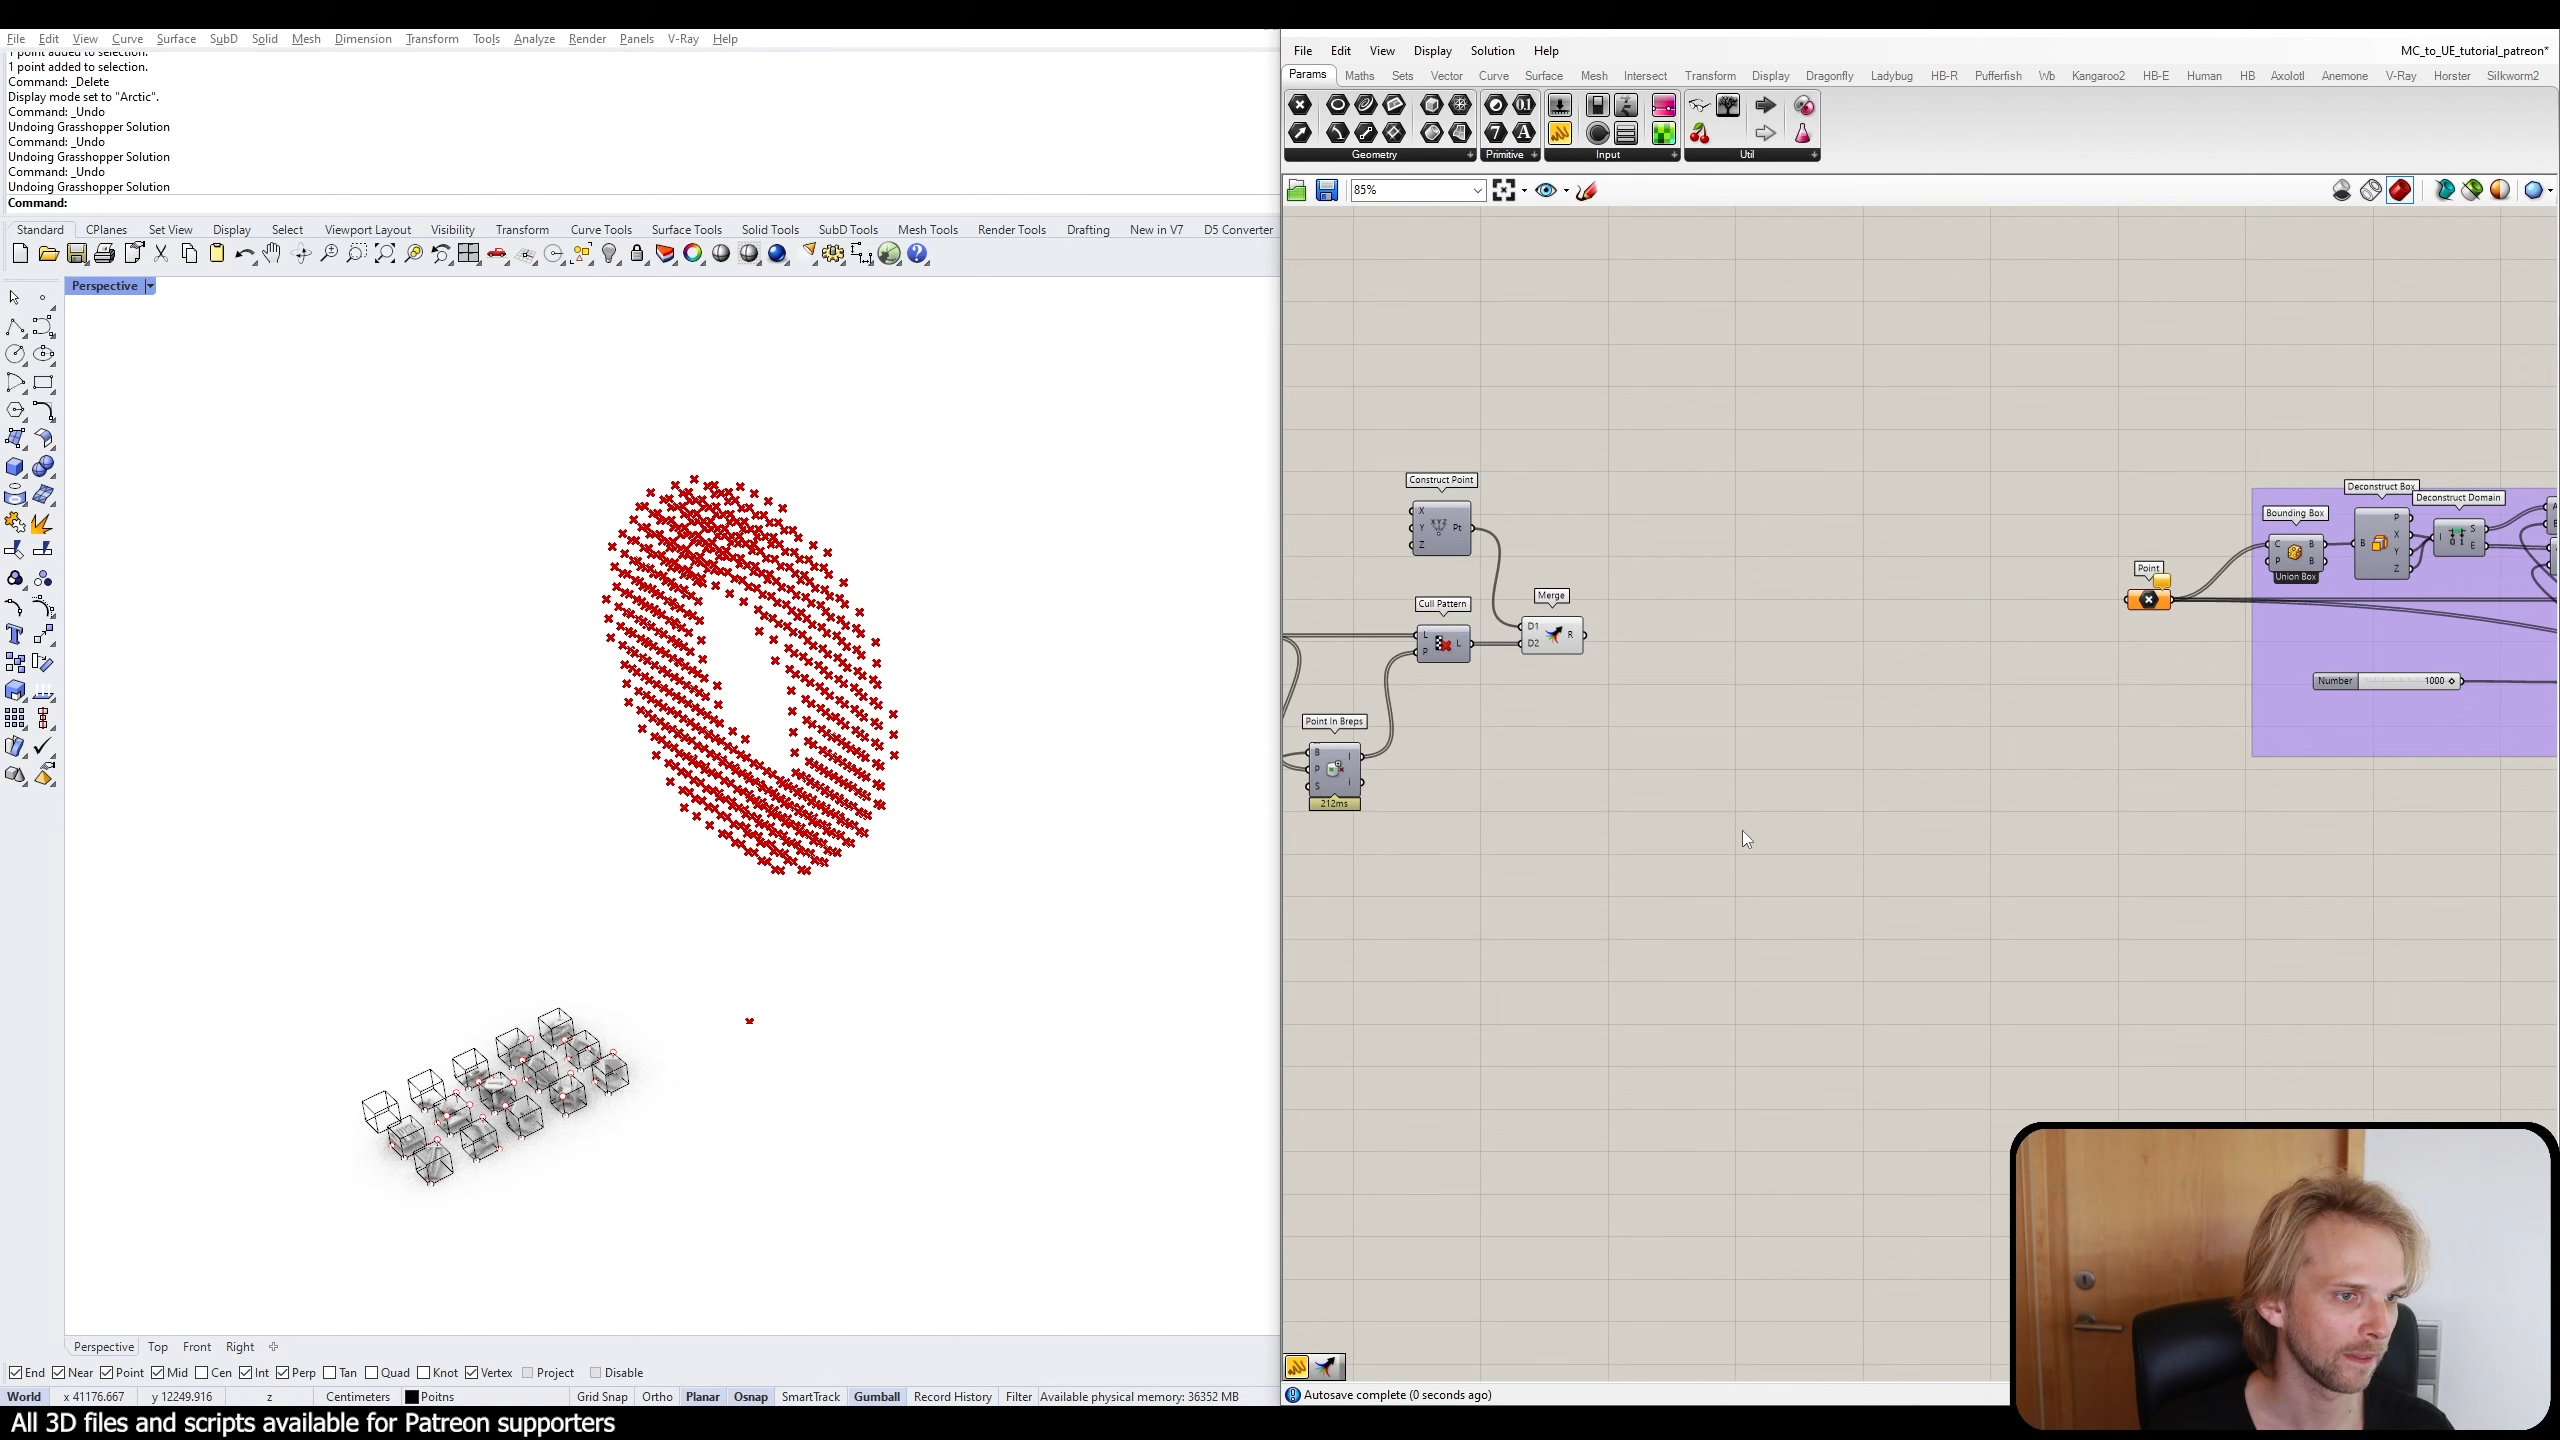 File Edit View Curve Surface SubD Solid Mesh Dimension Transform Tools Analyze Render Panels V-Ray Help
1 point added to selection.
1 point added to selection.
Command: _Delete
Display mode set to "Arctic".
Command: _Undo
Undoing Grasshopper Solution
Command: _Undo
Undoing Grasshopper Solution
Command: _Undo
Undoing Grasshopper Solution
Command:
Standard CPlanes Set View Display Select Viewport Layout Visibility Transform Curve Tools Surface Tools Solid Tools SubD Tools Mesh Tools Render Tools Drafting New in V7 D5 Converter
Perspective
Perspective Top Front Right
End Near Point Mid Cen Int Perp Tan Quad Knot Vertex Project Disable
World x 41176.667 y 12249.916 z Centimeters Poitns Grid Snap Ortho Planar Osnap SmartTrack Gumball Record History Filter Available physical memory: 36352 MB
All 3D files and scripts available for Patreon supporters
File Edit View Display Solution Help
MC_to_UE_tutorial_patreon*
Params Maths Sets Vector Curve Surface Mesh Intersect Transform Display Dragonfly Ladybug HB-R Pufferfish Wb Kangaroo2 HB-E Human HB Axolotl Anemone V-Ray Horster Silkworm2
Geometry Primitive Input Util
85%
Construct Point
X
Y
Z
Pt
Cull Pattern
L
P
L
Merge
D1
D2
R
Point In Breps
B
P
S
I
i
212ms
Point
Bounding Box
C
P
B
B
Union Box
Deconstruct Box
B
P
X
Y
Z
Deconstruct Domain
I
S
E
Number 1000
Autosave complete (0 seconds ago)